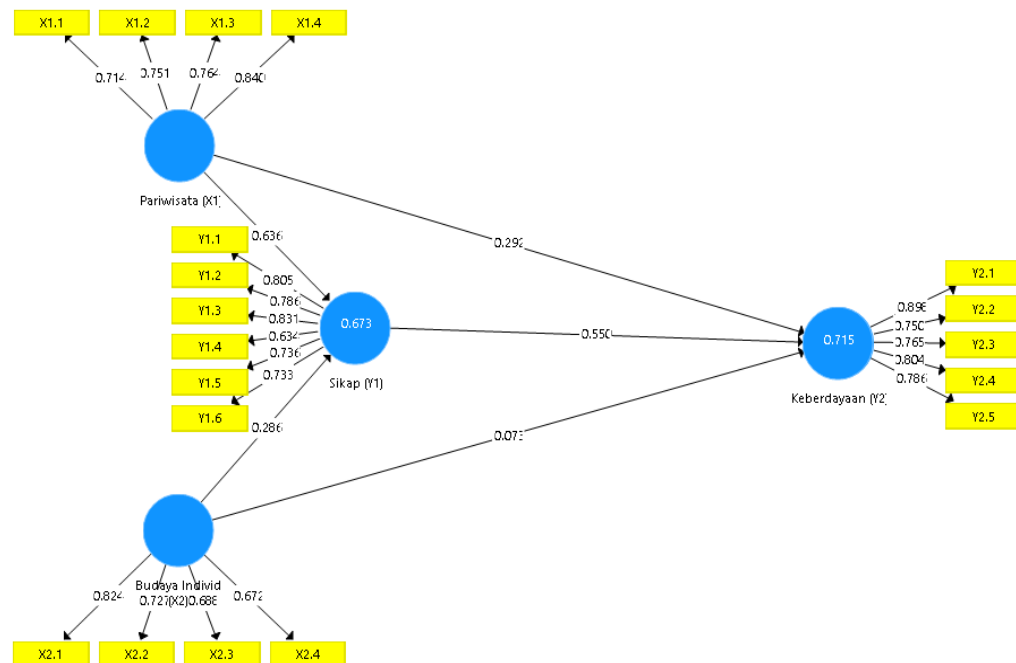 X1.1 X1.2 X1.3 X1.4
0.714 0.751 0.764 0.840
Pariwisata (X1)
0.636
0.292
Y1.1
Y1.2
Y1.3
Y1.4
Y1.5
Y1.6
0.805
0.786
0.831
0.634
0.736
0.733
0.673
Sikap (Y1)
0.550
0.286
0.073
Y2.1
Y2.2
Y2.3
Y2.4
Y2.5
0.898
0.750
0.765
0.804
0.786
0.715
Keberdayaan (Y2)
Budaya Individ
(X2)
0.824 0.727 0.688 0.672
X2.1 X2.2 X2.3 X2.4